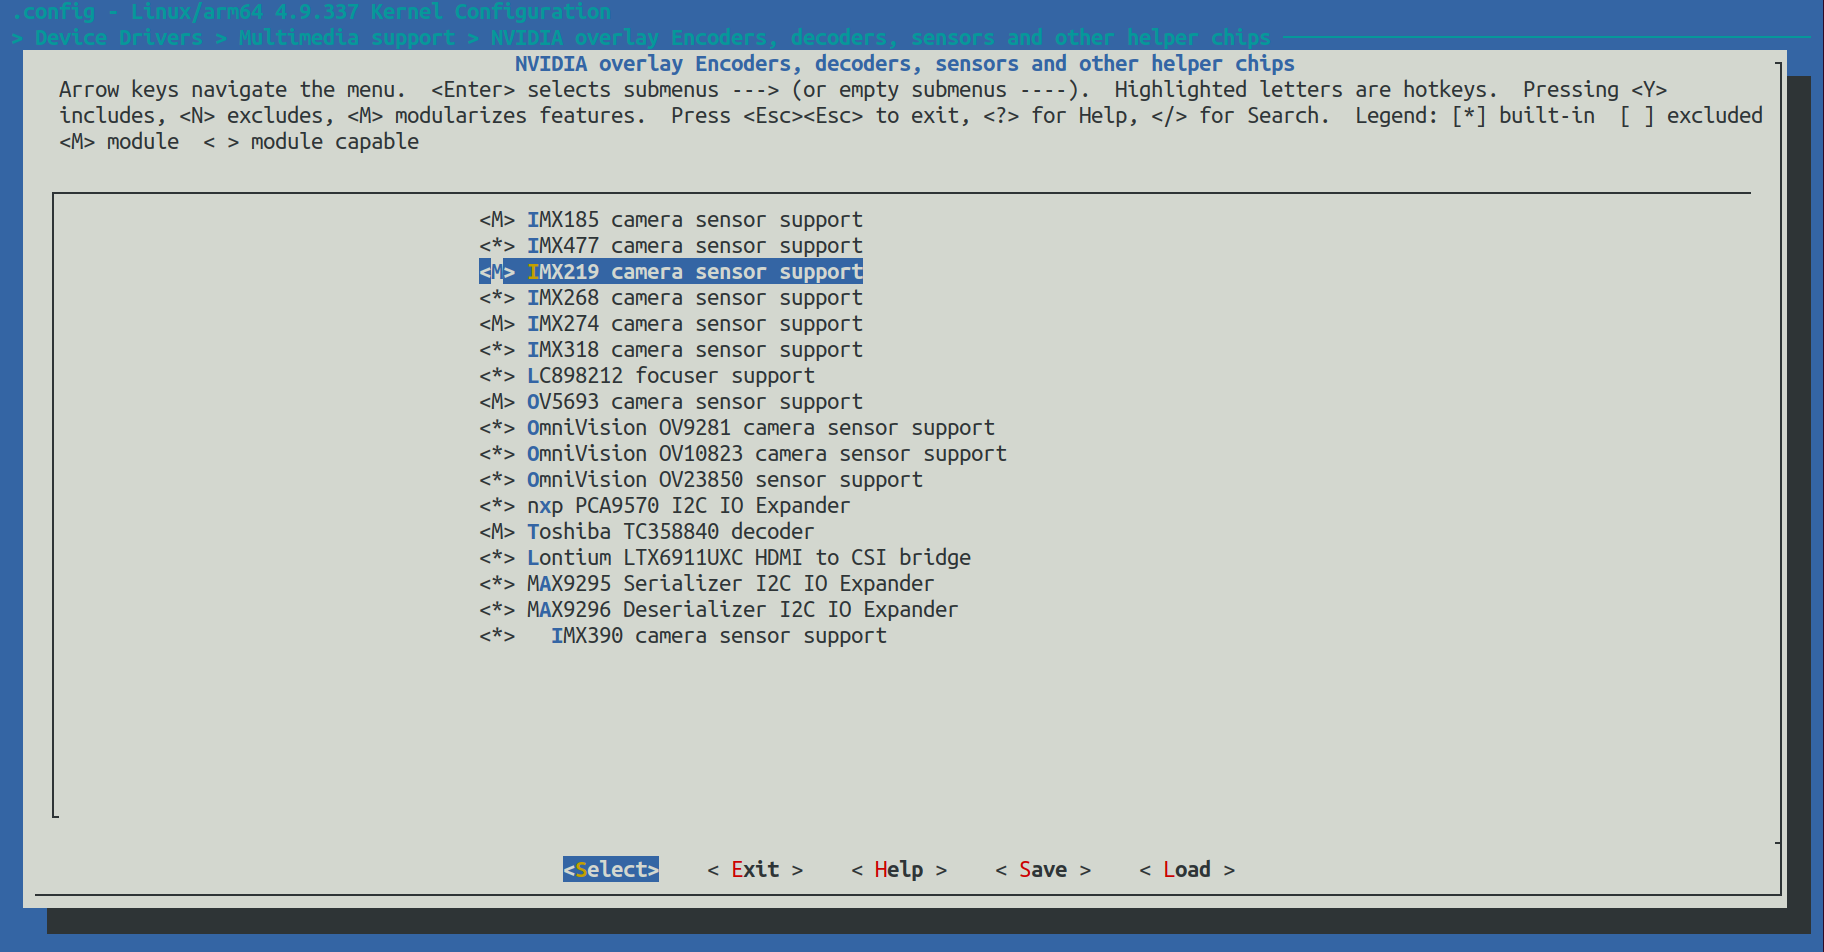 .config - Linux/arm64 4.9.337 Kernel Configuration
> Device Drivers > Multimedia support > NVIDIA overlay Encoders, decoders, sensors and other helper chips
NVIDIA overlay Encoders, decoders, sensors and other helper chips
Arrow keys navigate the menu.  <Enter> selects submenus ---> (or empty submenus ----).  Highlighted letters are hotkeys.  Pressing <Y>
includes, <N> excludes, <M> modularizes features.  Press <Esc><Esc> to exit, <?> for Help, </> for Search.  Legend: [*] built-in  [ ] excluded
<M> module  < > module capable
<M> IMX185 camera sensor support
<*> IMX477 camera sensor support
<M> IMX219 camera sensor support
<*> IMX268 camera sensor support
<M> IMX274 camera sensor support
<*> IMX318 camera sensor support
<*> LC898212 focuser support
<M> OV5693 camera sensor support
<*> OmniVision OV9281 camera sensor support
<*> OmniVision OV10823 camera sensor support
<*> OmniVision OV23850 sensor support
<*> nxp PCA9570 I2C IO Expander
<M> Toshiba TC358840 decoder
<*> Lontium LTX6911UXC HDMI to CSI bridge
<*> MAX9295 Serializer I2C IO Expander
<*> MAX9296 Deserializer I2C IO Expander
<*>   IMX390 camera sensor support
<Select>    < Exit >    < Help >    < Save >    < Load >